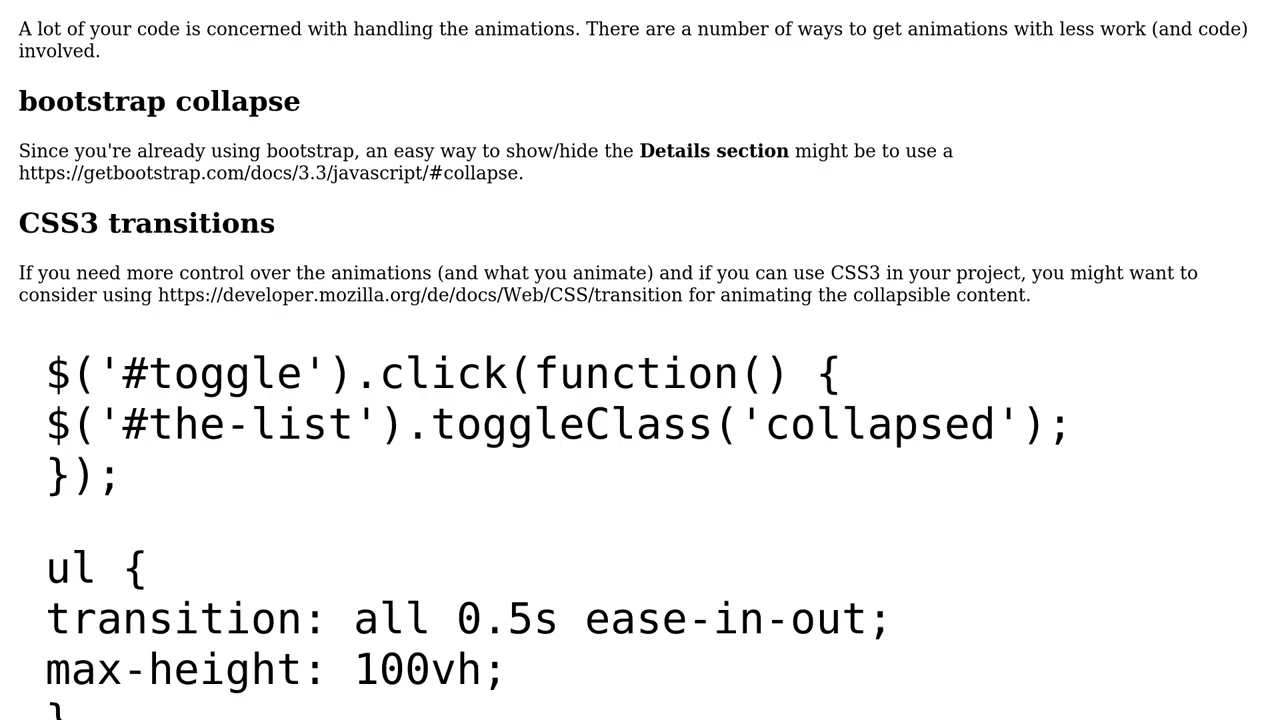 A lot of your code is concerned with handling the animations. There are a number of ways to get animations with less work (and code)
involved.
bootstrap collapse
Since you're already using bootstrap, an easy way to show/hide the Details section might be to use a
https://getbootstrap.com/docs/3.3/javascript/#collapse.
CSS3 transitions
If you need more control over the animations (and what you animate) and if you can use CSS3 in your project, you might want to
consider using https://developer.mozilla.org/de/docs/Web/CSS/transition for animating the collapsible content.
$('#toggle').click(function() {
$('#the-list').toggleClass('collapsed');
});
ul {
transition: all 0.5s ease-in-out;
max-height: 100vh;
}